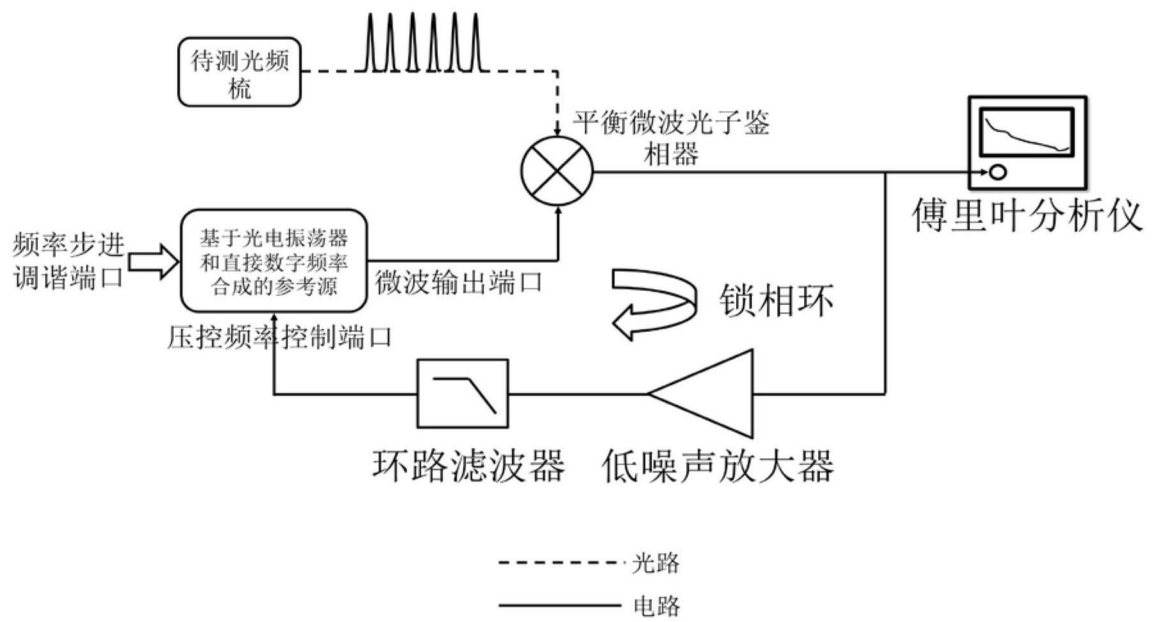 待测光频
梳
平衡微波光子鉴
相器
傅里叶分析仪
频率步进
调谐端口
基于光电振荡器
和直接数字频率
合成的参考源
微波输出端口
锁相环
压控频率控制端口
环路滤波器
低噪声放大器
光路
电路